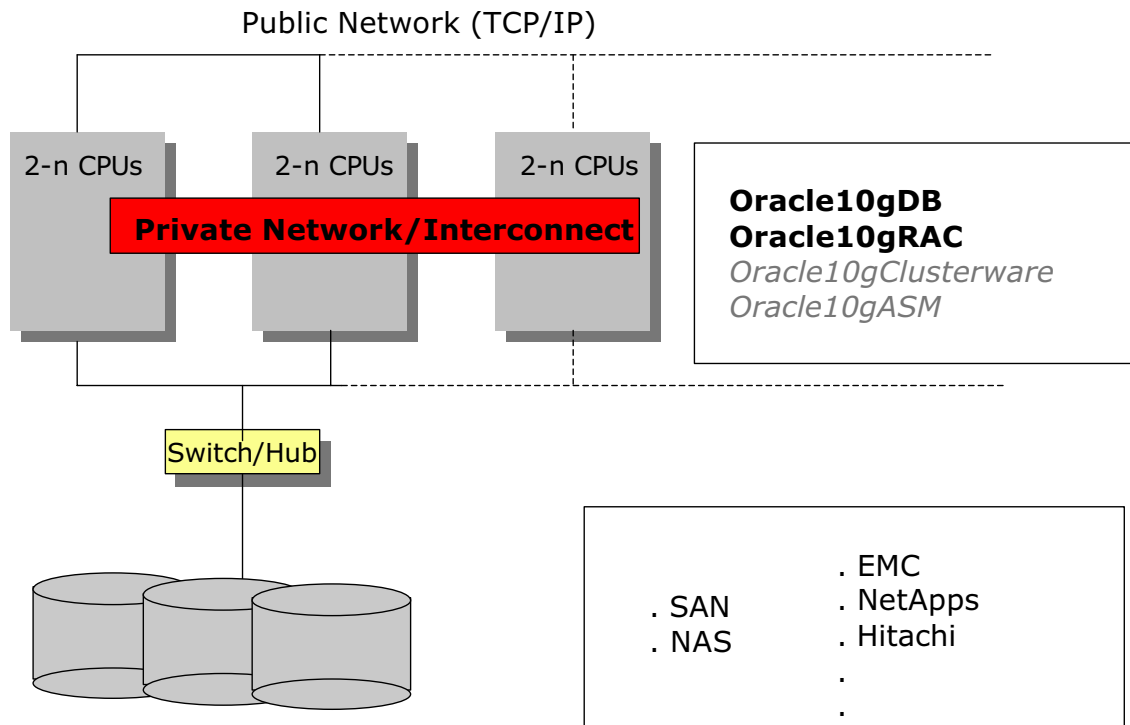 Public Network (TCP/IP)
2-n CPUs
2-n CPUs
2-n CPUs
Private Network/Interconnect
Oracle10gDB
Oracle10gRAC
Oracle10gClusterware
Oracle10gASM
Switch/Hub
. SAN
. NAS
. EMC
. NetApps
. Hitachi
.
.